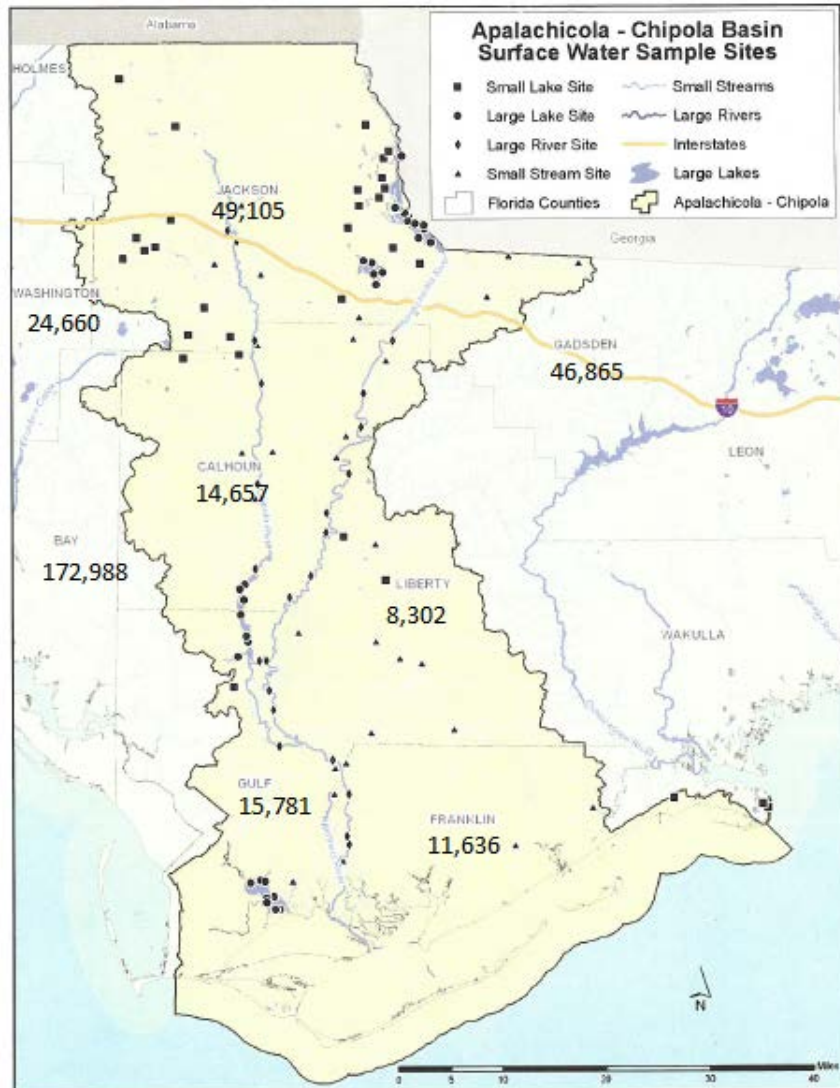 Alabama
Apalachicola - Chipola Basin
Surface Water Sample Sites
Small Lake Site
Small Streams
Large Lake Site
Large Rivers
Large River Site
Interstates
Small Stream Site
Large Lakes
Florida Counties
Apalachicola - Chipola
HOLMES
JACKSON
49,105
Georgia
WASHINGTON
24,660
GADSDEN
46,865
10
LEON
CALHOUN
14,657
BAY
172,988
LIBERTY
8,302
WAKULLA
GULF
15,781
FRANKLIN
11,636
N
Miles
0 5 10 20 30 40